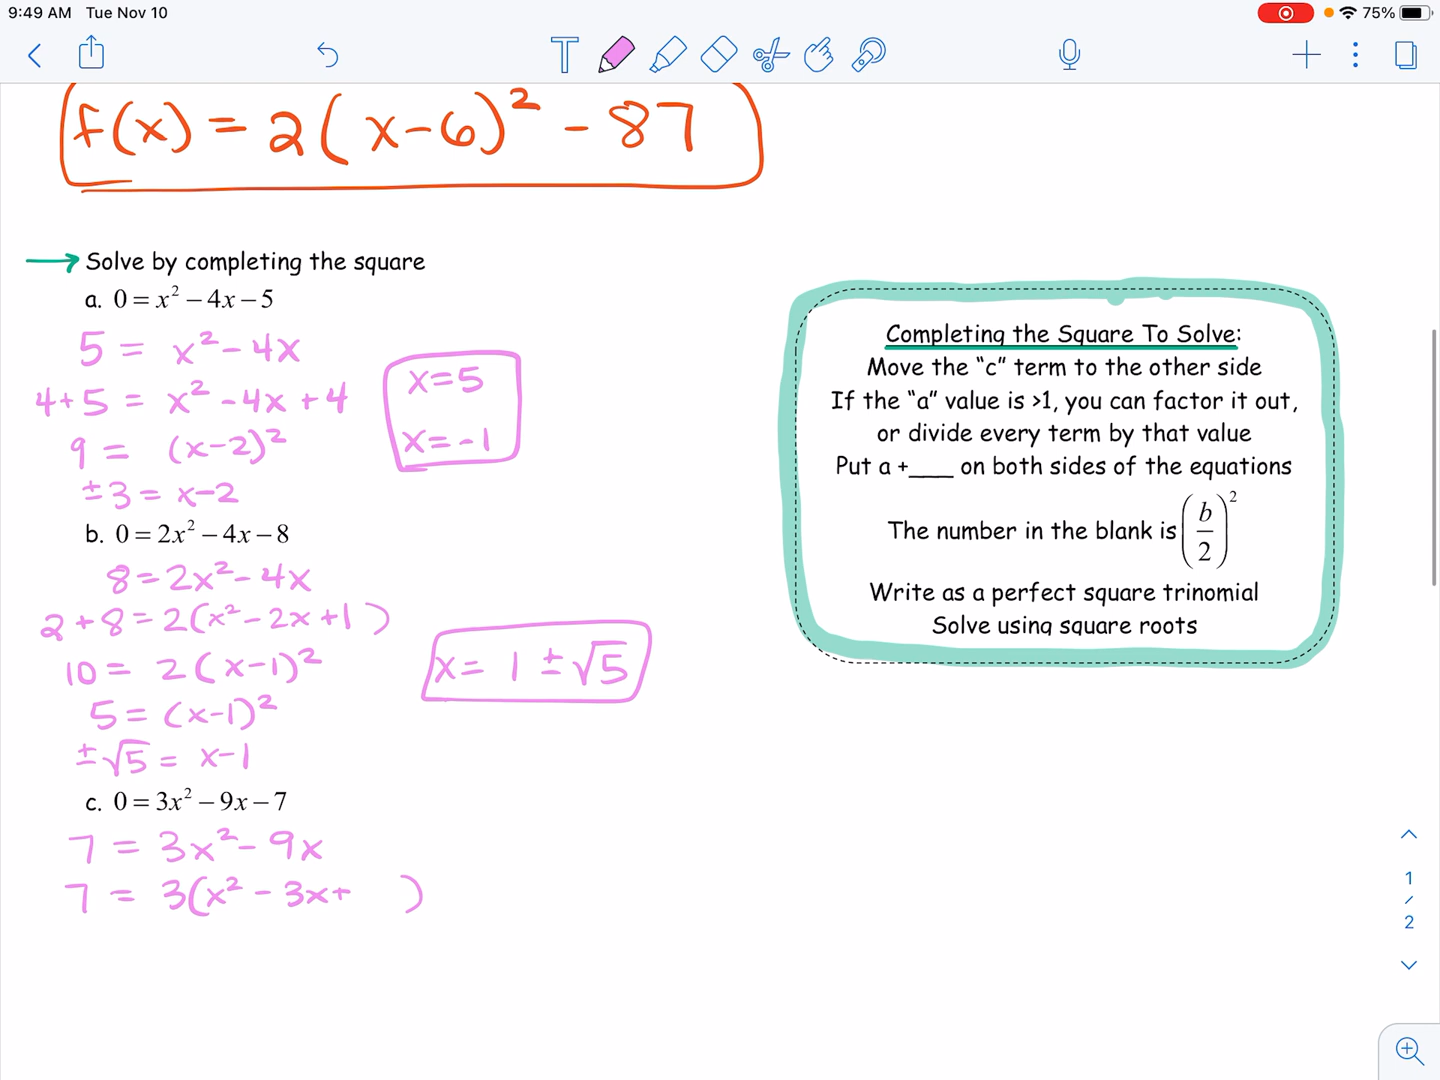 9:49 AM Tue Nov 10
75%
T
f(x) = 2(x-6)² - 87
→ Solve by completing the square
a. 0 = x² − 4x − 5
5 = x² - 4x
4+5 = x² -4x +4
9 = (x-2)²
±3 = x-2
x=5
x=-1
b. 0 = 2x² − 4x − 8
8 = 2x² - 4x
2 + 8 = 2(x² - 2x +1 )
10 = 2(x-1)²
5 = (x-1)²
±√5 = x-1
x = 1 ± √5
c. 0 = 3x² − 9x − 7
7 = 3x² - 9x
7 = 3(x² - 3x+ )
Completing the Square To Solve:
Move the “c” term to the other side
If the “a” value is >1, you can factor it out,
or divide every term by that value
Put a +___ on both sides of the equations
The number in the blank is (b/2)²
Write as a perfect square trinomial
Solve using square roots
1
/
2